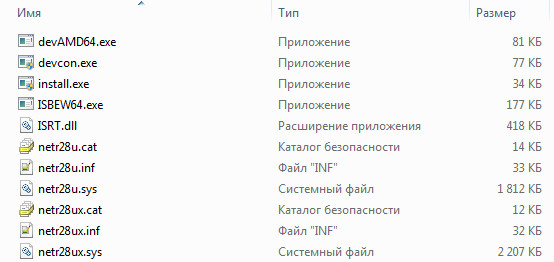 Имя Тип Размер
devAMD64.exe Приложение 81 КБ
devcon.exe Приложение 77 КБ
install.exe Приложение 34 КБ
ISBEW64.exe Приложение 177 КБ
ISRT.dll Расширение приложения 418 КБ
netr28u.cat Каталог безопасности 14 КБ
netr28u.inf Файл "INF" 33 КБ
netr28u.sys Системный файл 1 812 КБ
netr28ux.cat Каталог безопасности 12 КБ
netr28ux.inf Файл "INF" 32 КБ
netr28ux.sys Системный файл 2 207 КБ